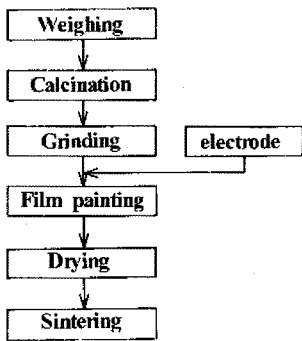 Weighing
Calcination
Grinding
electrode
Film painting
Drying
Sintering